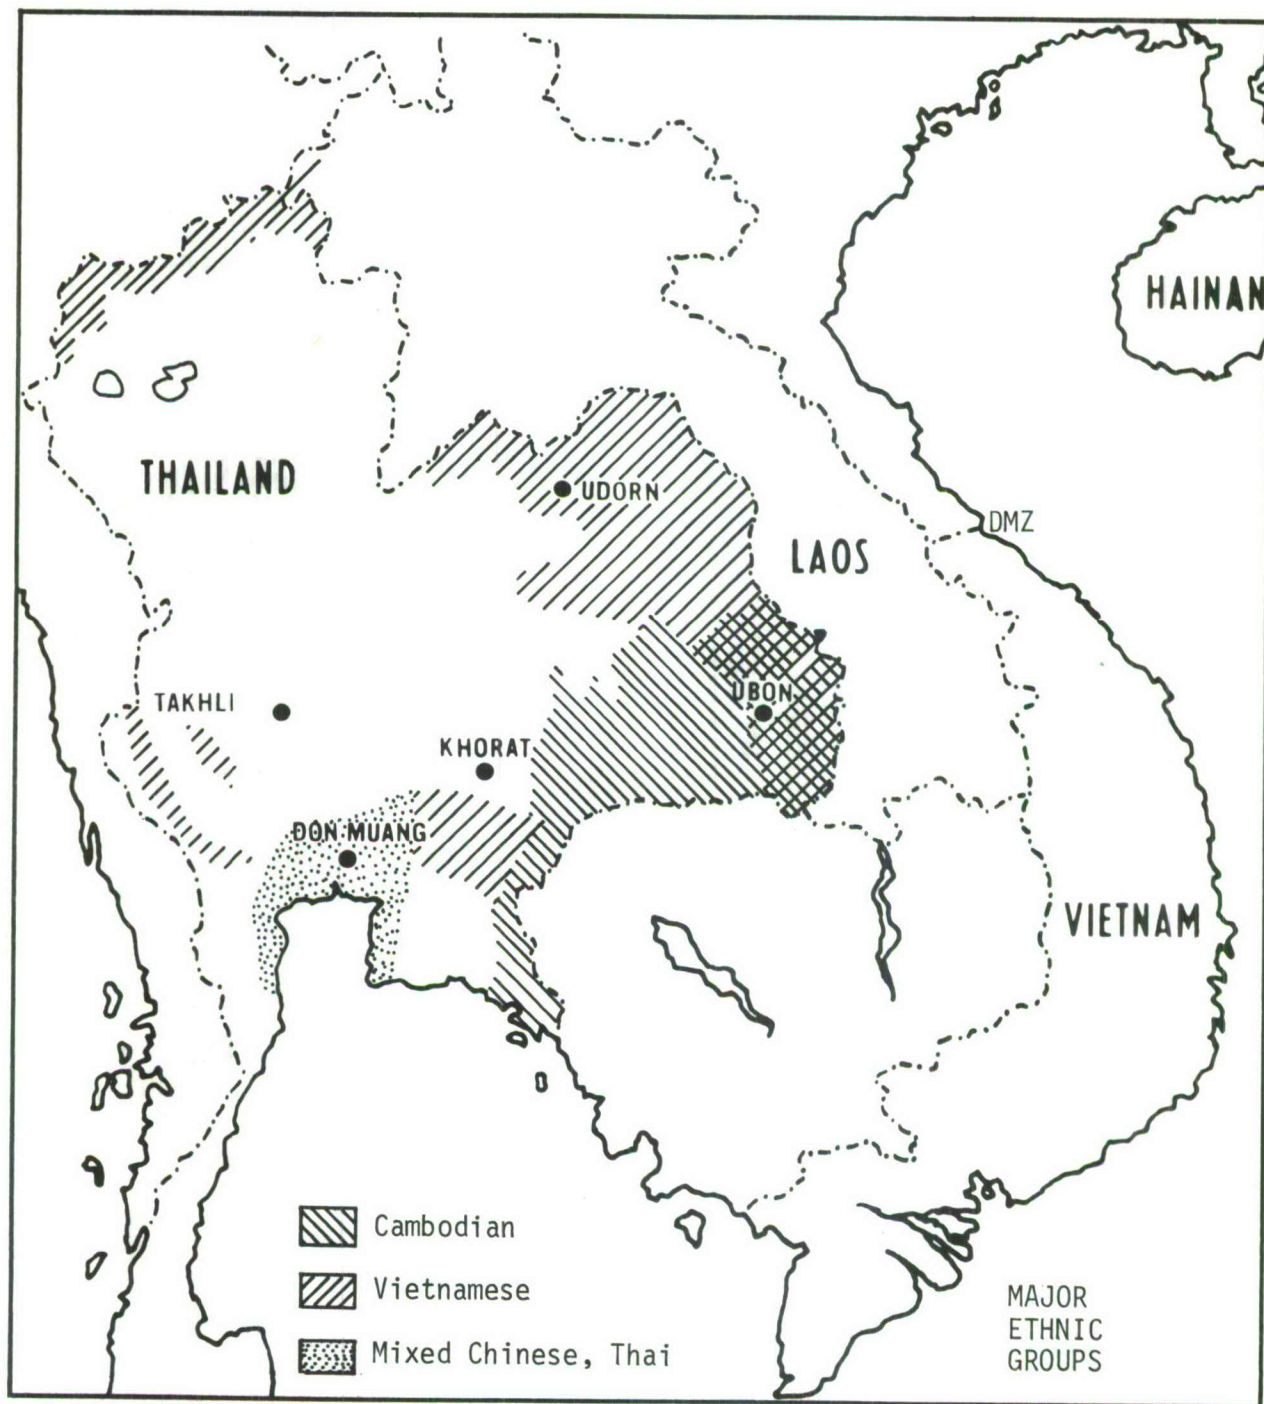 HAINAN
THAILAND
UDORN
DMZ
LAOS
TAKHLI
UBON
KHORAT
DON MUANG
VIETNAM
Cambodian
Vietnamese
Mixed Chinese, Thai
MAJOR
ETHNIC
GROUPS